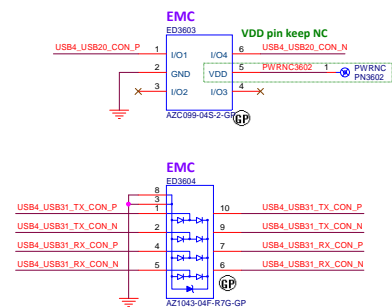 EMC
ED3603
VDD pin keep NC
USB4_USB20_CON_P 1 I/O1 I/O4 6 USB4_USB20_CON_N
2 GND VDD 5 PWRNC3602 1 PWRNC
PN3602
3 I/O2 I/O3 4
AZC099-04S-2-GP
GP
EMC
ED3604
8
3
USB4_USB31_TX_CON_P 1 10 USB4_USB31_TX_CON_P
USB4_USB31_TX_CON_N 2 9 USB4_USB31_TX_CON_N
USB4_USB31_RX_CON_P 4 7 USB4_USB31_RX_CON_P
USB4_USB31_RX_CON_N 5 6 USB4_USB31_RX_CON_N
GP
AZ1043-04F-R7G-GP